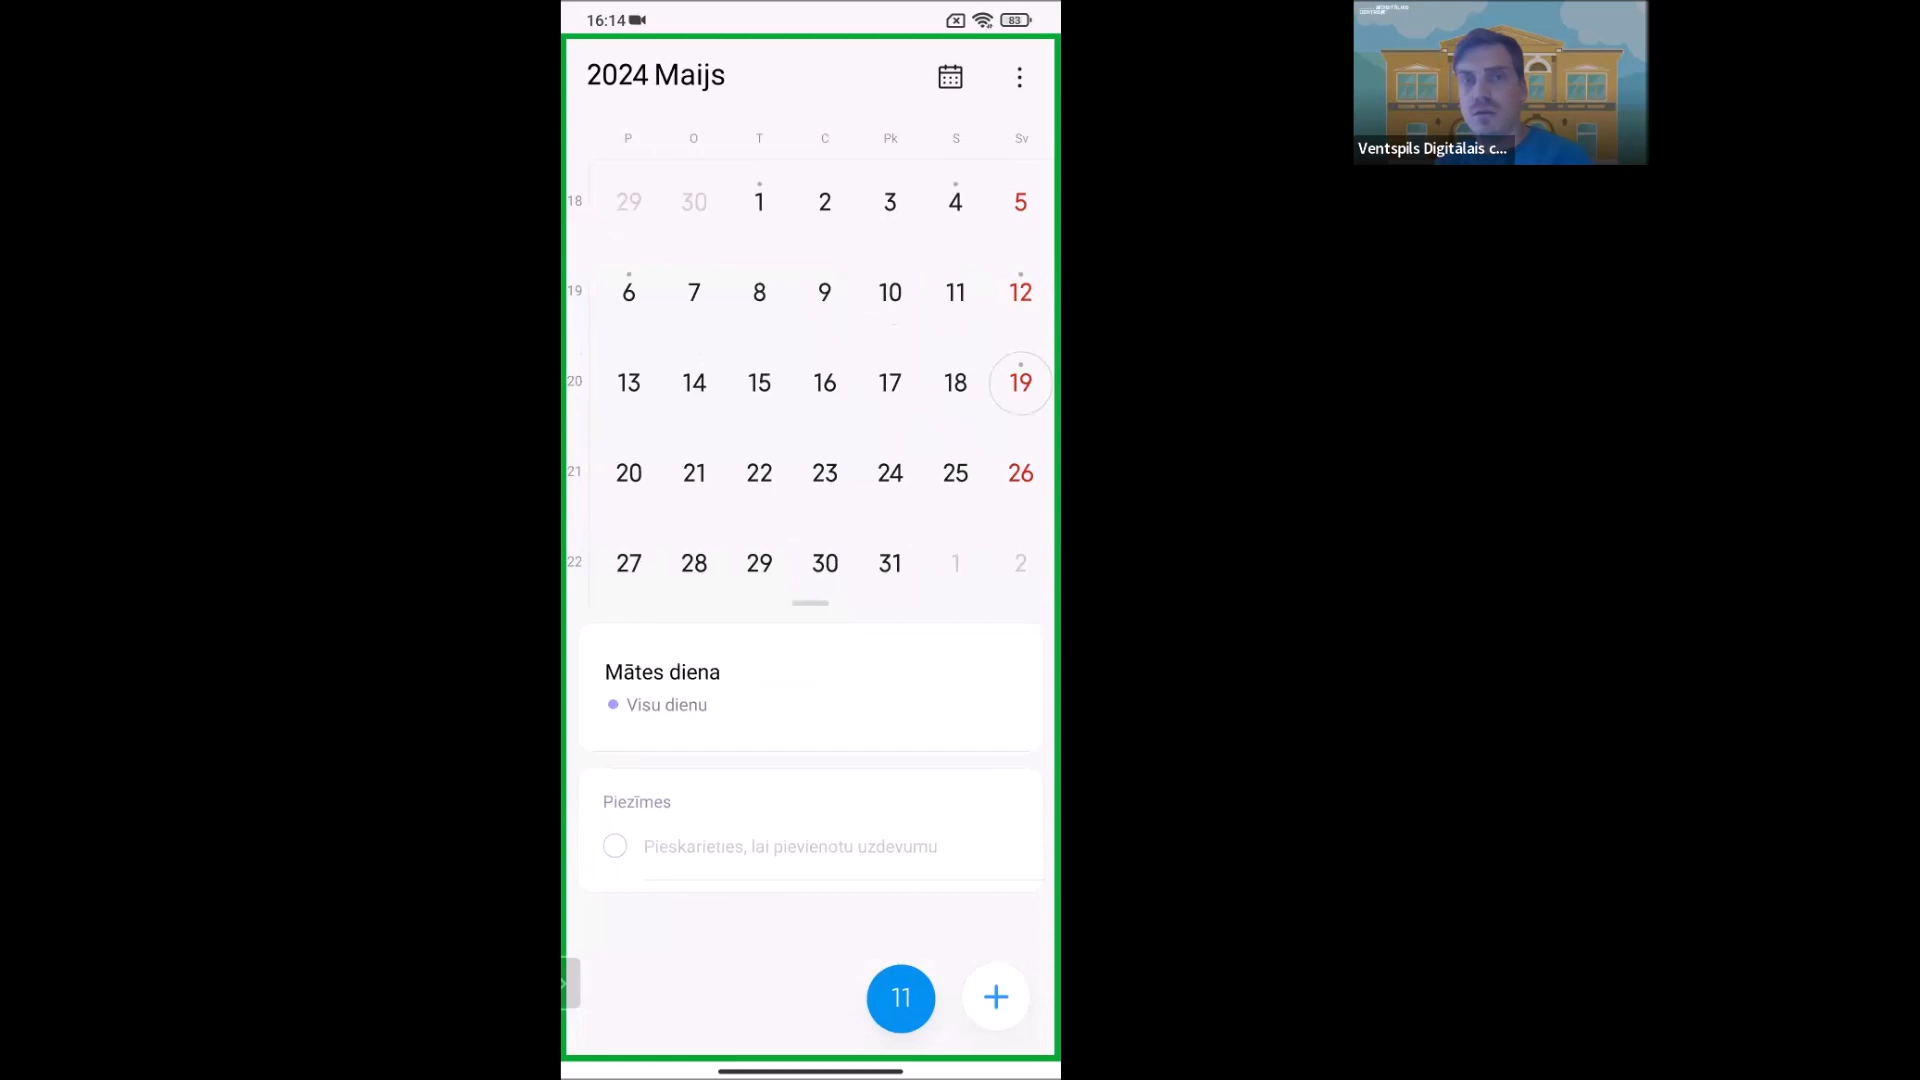 16:14
83
2024 Maijs
P O T C Pk S Sv
18 29 30 1 2 3 4 5
19 6 7 8 9 10 11 12
20 13 14 15 16 17 18 19
21 20 21 22 23 24 25 26
22 27 28 29 30 31 1 2
Mātes diena
Visu dienu
Piezīmes
Pieskarieties, lai pievienotu uzdevumu
11
Ventspils Digitālais c...